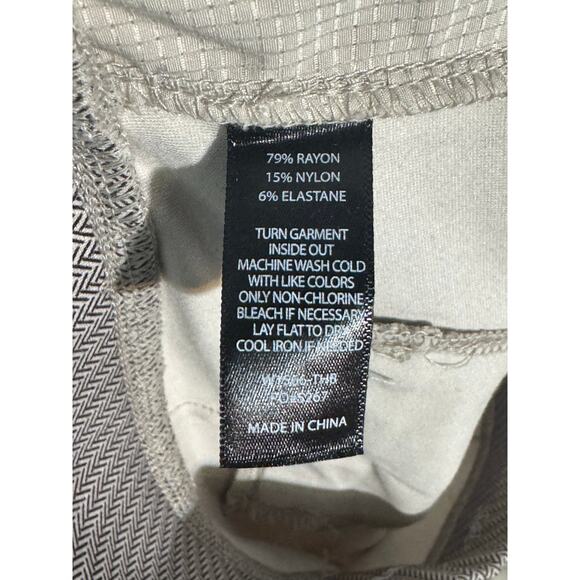 79% RAYON
15% NYLON
6% ELASTANE
TURN GARMENT
INSIDE OUT
MACHINE WASH COLD
WITH LIKE COLORS
ONLY NON-CHLORINE
BLEACH IF NECESSARY
LAY FLAT TO DRY
COOL IRON IF NEEDED
MADE IN CHINA